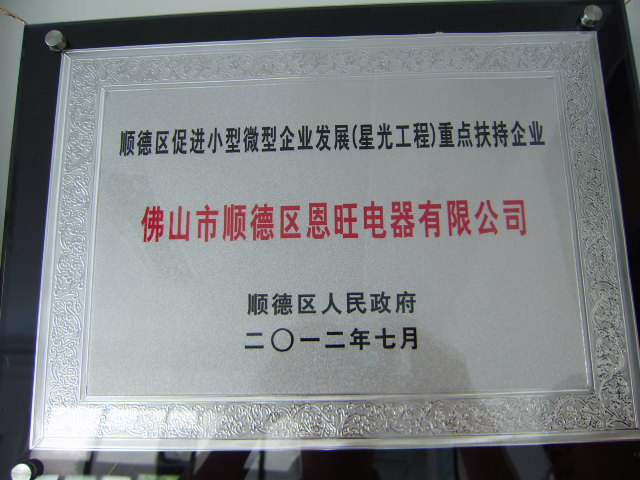 顺德区促进小型微型企业发展(星光工程)重点扶持企业
佛山市顺德区恩旺电器有限公司
顺德区人民政府
二〇一二年七月